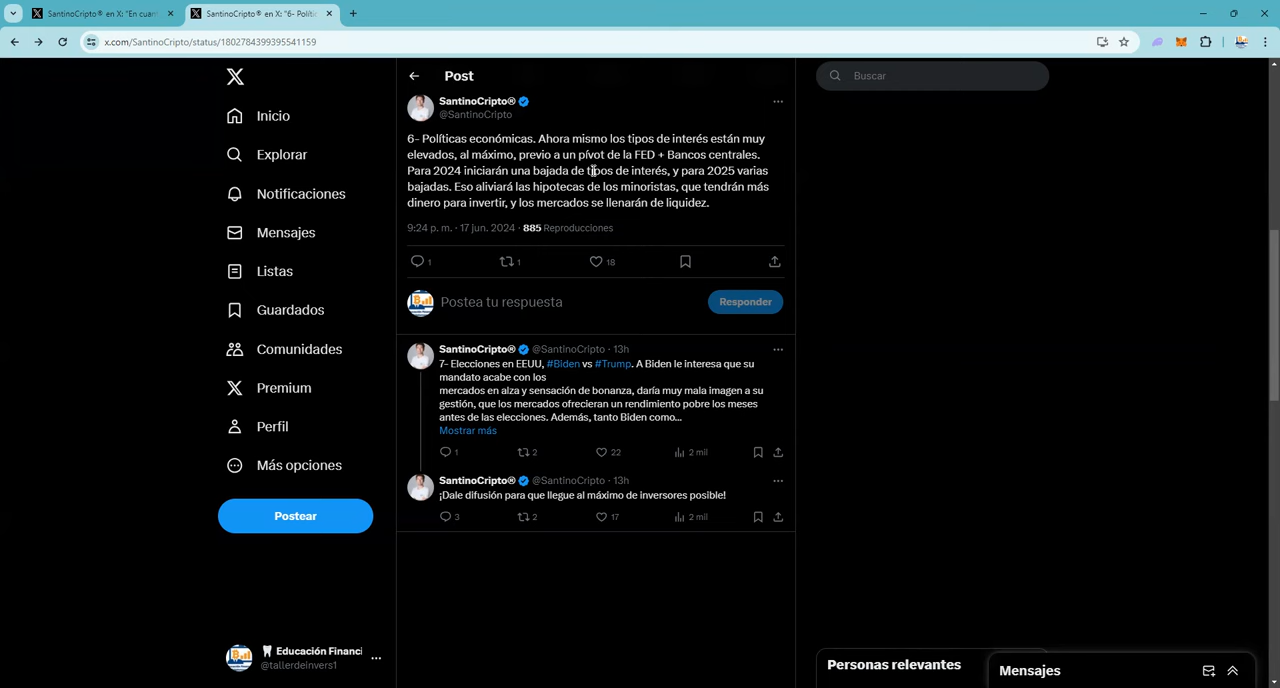 SantinoCripto® en X: "En cuan
SantinoCripto® en X: "6- Políti
x.com/SantinoCripto/status/1802784399395541159
Post
Buscar
SantinoCripto®
@SantinoCripto
6- Políticas económicas. Ahora mismo los tipos de interés están muy
elevados, al máximo, previo a un pívot de la FED + Bancos centrales.
Para 2024 iniciarán una bajada de tipos de interés, y para 2025 varias
bajadas. Eso aliviará las hipotecas de los minoristas, que tendrán más
dinero para invertir, y los mercados se llenarán de liquidez.
9:24 p. m. · 17 jun. 2024 · 885 Reproducciones
1 1 18
Postea tu respuesta
Responder
SantinoCripto® @SantinoCripto · 13h
7- Elecciones en EEUU, #Biden vs #Trump. A Biden le interesa que su
mandato acabe con los
mercados en alza y sensación de bonanza, daría muy mala imagen a su
gestión, que los mercados ofrecieran un rendimiento pobre los meses
antes de las elecciones. Además, tanto Biden como...
Mostrar más
1 2 22 2 mil
SantinoCripto® @SantinoCripto · 13h
¡Dale difusión para que llegue al máximo de inversores posible!
3 2 17 2 mil
Inicio
Explorar
Notificaciones
Mensajes
Listas
Guardados
Comunidades
Premium
Perfil
Más opciones
Postear
Educación Financi
@tallerdeinvers1
Personas relevantes
Mensajes